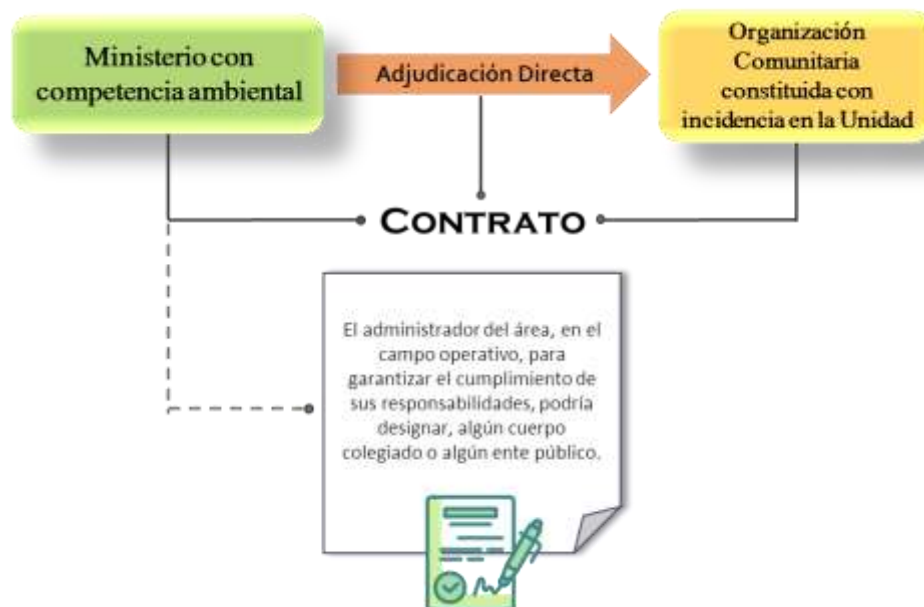 Ministerio con
competencia ambiental
Adjudicación Directa
Organización
Comunitaria
constituida con
incidencia en la Unidad
CONTRATO
El administrador del área, en el
campo operativo, para
garantizar el cumplimiento de
sus responsabilidades, podría
designar, algún cuerpo
colegiado o algún ente público.